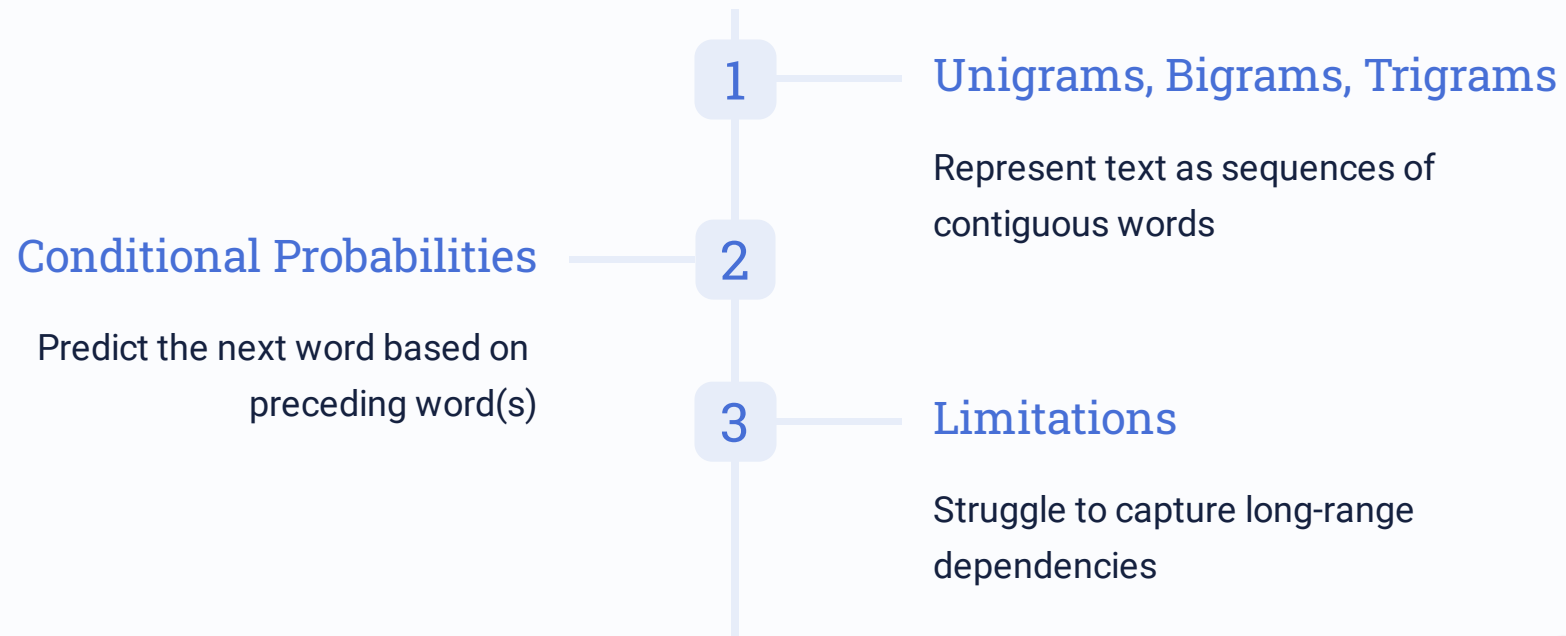 1
Unigrams, Bigrams, Trigrams
Represent text as sequences of
contiguous words
2
Conditional Probabilities
Predict the next word based on
preceding word(s)
3
Limitations
Struggle to capture long-range
dependencies